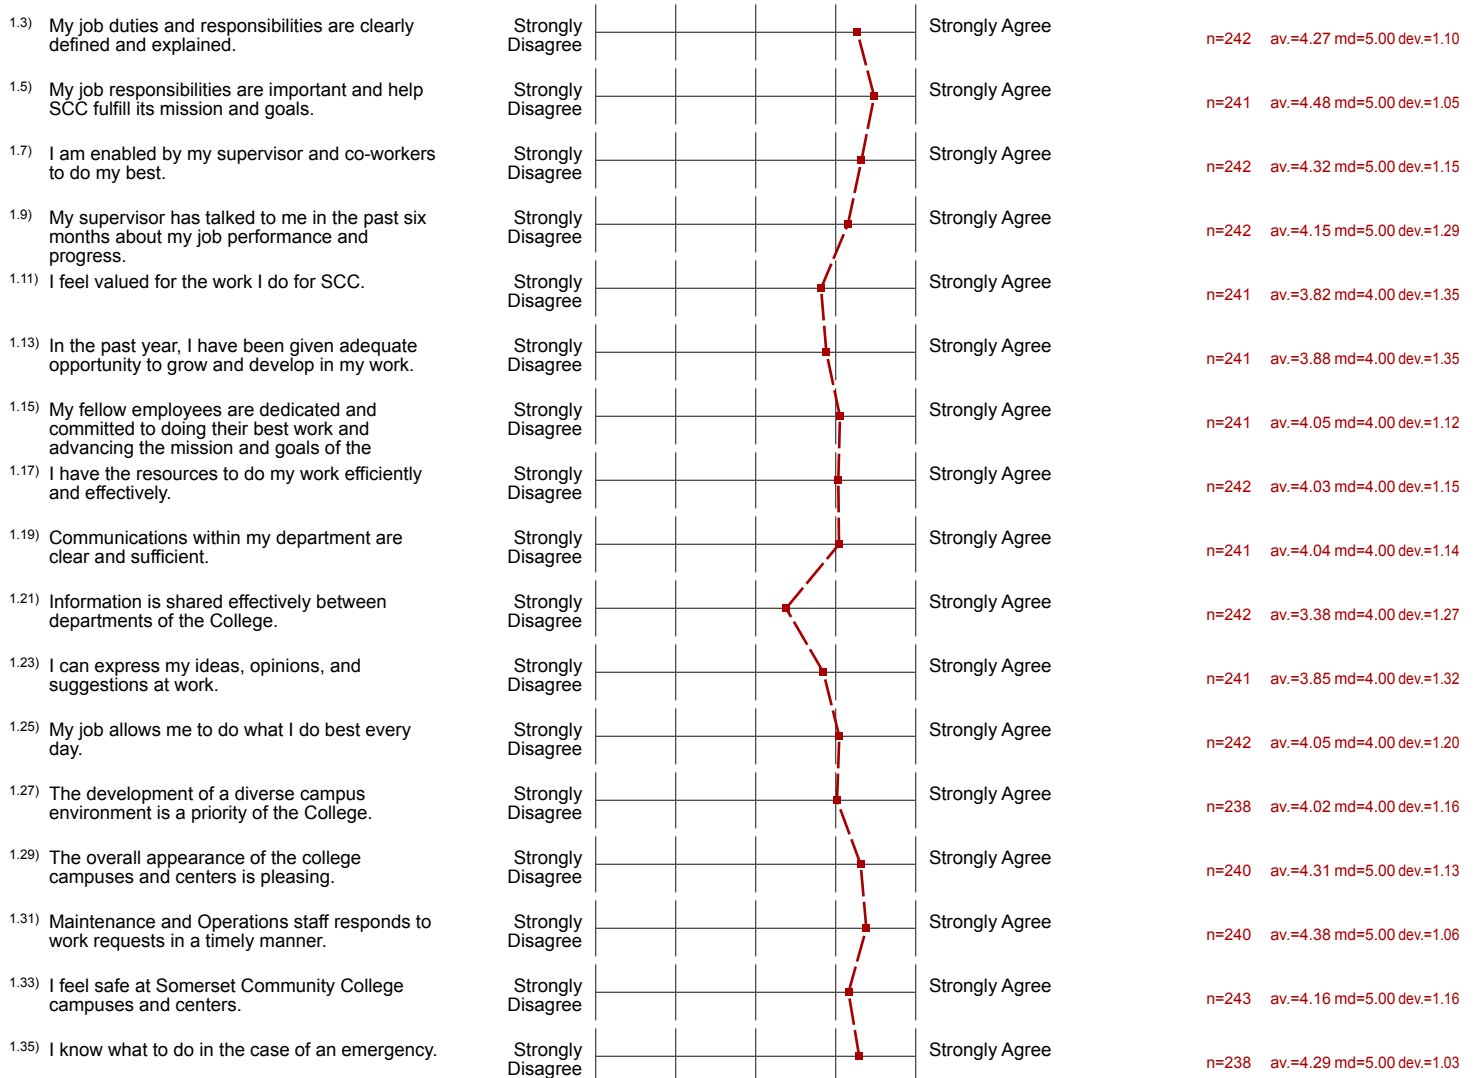 1.3) My job duties and responsibilities are clearly
defined and explained.
Strongly
Disagree
Strongly Agree
n=242 av.=4.27 md=5.00 dev.=1.10
1.5) My job responsibilities are important and help
SCC fulfill its mission and goals.
Strongly
Disagree
Strongly Agree
n=241 av.=4.48 md=5.00 dev.=1.05
1.7) I am enabled by my supervisor and co-workers
to do my best.
Strongly
Disagree
Strongly Agree
n=242 av.=4.32 md=5.00 dev.=1.15
1.9) My supervisor has talked to me in the past six
months about my job performance and
progress.
Strongly
Disagree
Strongly Agree
n=242 av.=4.15 md=5.00 dev.=1.29
1.11) I feel valued for the work I do for SCC.
Strongly
Disagree
Strongly Agree
n=241 av.=3.82 md=4.00 dev.=1.35
1.13) In the past year, I have been given adequate
opportunity to grow and develop in my work.
Strongly
Disagree
Strongly Agree
n=241 av.=3.88 md=4.00 dev.=1.35
1.15) My fellow employees are dedicated and
committed to doing their best work and
advancing the mission and goals of the
Strongly
Disagree
Strongly Agree
n=241 av.=4.05 md=4.00 dev.=1.12
1.17) I have the resources to do my work efficiently
and effectively.
Strongly
Disagree
Strongly Agree
n=242 av.=4.03 md=4.00 dev.=1.15
1.19) Communications within my department are
clear and sufficient.
Strongly
Disagree
Strongly Agree
n=241 av.=4.04 md=4.00 dev.=1.14
1.21) Information is shared effectively between
departments of the College.
Strongly
Disagree
Strongly Agree
n=242 av.=3.38 md=4.00 dev.=1.27
1.23) I can express my ideas, opinions, and
suggestions at work.
Strongly
Disagree
Strongly Agree
n=241 av.=3.85 md=4.00 dev.=1.32
1.25) My job allows me to do what I do best every
day.
Strongly
Disagree
Strongly Agree
n=242 av.=4.05 md=4.00 dev.=1.20
1.27) The development of a diverse campus
environment is a priority of the College.
Strongly
Disagree
Strongly Agree
n=238 av.=4.02 md=4.00 dev.=1.16
1.29) The overall appearance of the college
campuses and centers is pleasing.
Strongly
Disagree
Strongly Agree
n=240 av.=4.31 md=5.00 dev.=1.13
1.31) Maintenance and Operations staff responds to
work requests in a timely manner.
Strongly
Disagree
Strongly Agree
n=240 av.=4.38 md=5.00 dev.=1.06
1.33) I feel safe at Somerset Community College
campuses and centers.
Strongly
Disagree
Strongly Agree
n=243 av.=4.16 md=5.00 dev.=1.16
1.35) I know what to do in the case of an emergency.
Strongly
Disagree
Strongly Agree
n=238 av.=4.29 md=5.00 dev.=1.03